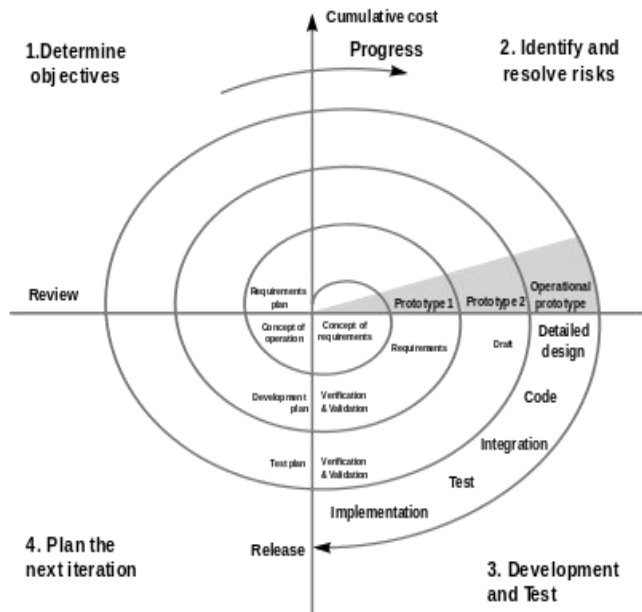 Cumulative cost
Progress
1.Determine
objectives
2. Identify and
resolve risks
Review
Requirements
plan
Prototype 1
Prototype 2
Operational
prototype
Concept of
operation
Concept of
requirements
Requirements
Draft
Detailed
design
Development
plan
Verification
& Validation
Code
Integration
Test plan
Verification
& Validation
Test
Implementation
Release
4. Plan the
next iteration
3. Development
and Test